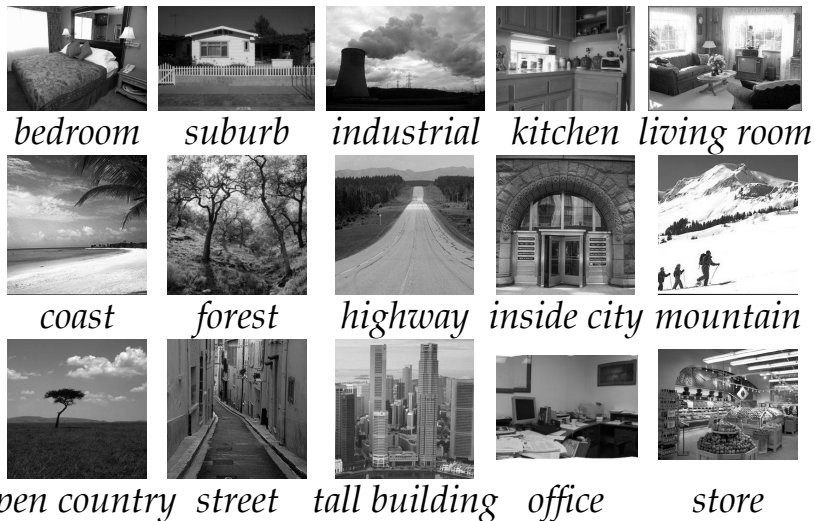 bedroom suburb industrial kitchen living room
coast forest highway inside city mountain
pen country street tall building office store